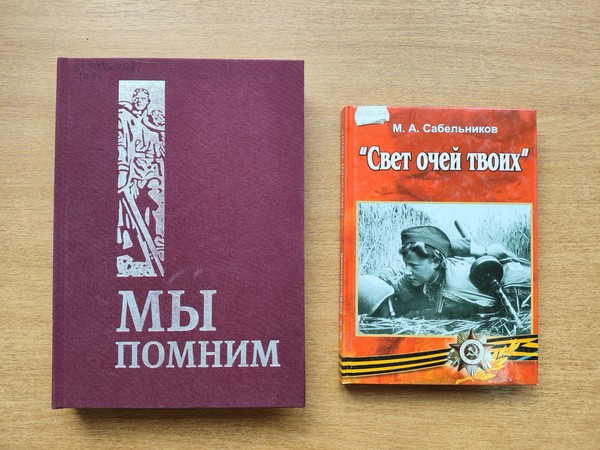 МЫ
ПОМНИМ
М. А. Сабельников
"Свет очей твоих"